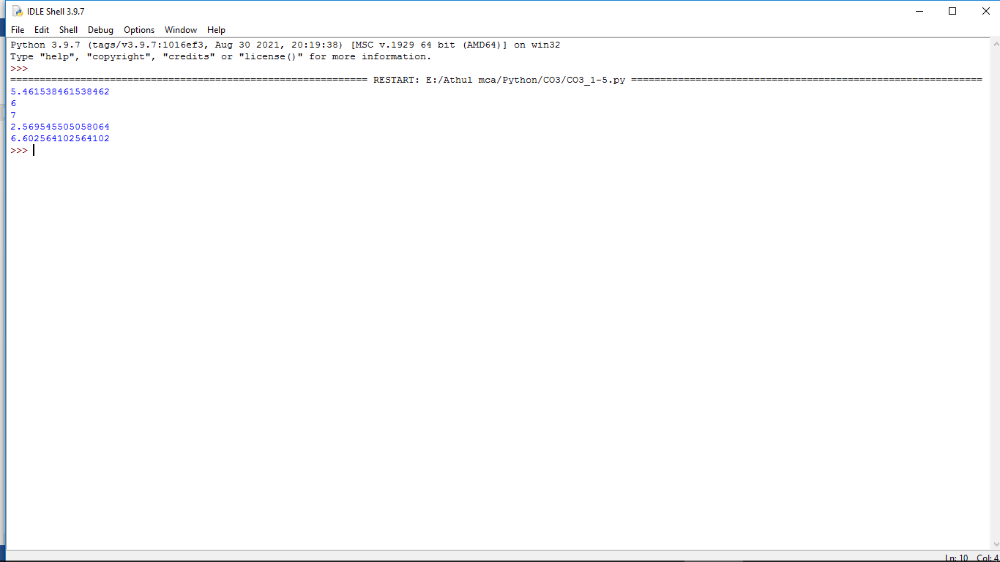 IDLE Shell 3.9.7
File Edit Shell Debug Options Window Help
Python 3.9.7 (tags/v3.9.7:1016ef3, Aug 30 2021, 20:19:38) [MSC v.1929 64 bit (AMD64)] on win32
Type "help", "copyright", "credits" or "license()" for more information.
>>>
============================================================= RESTART: E:/Athul mca/Python/CO3/CO3_1-5.py ============================================================
5.461538461538462
6
7
2.569545505058064
6.602564102564102
>>>
Ln: 10 Col: 4